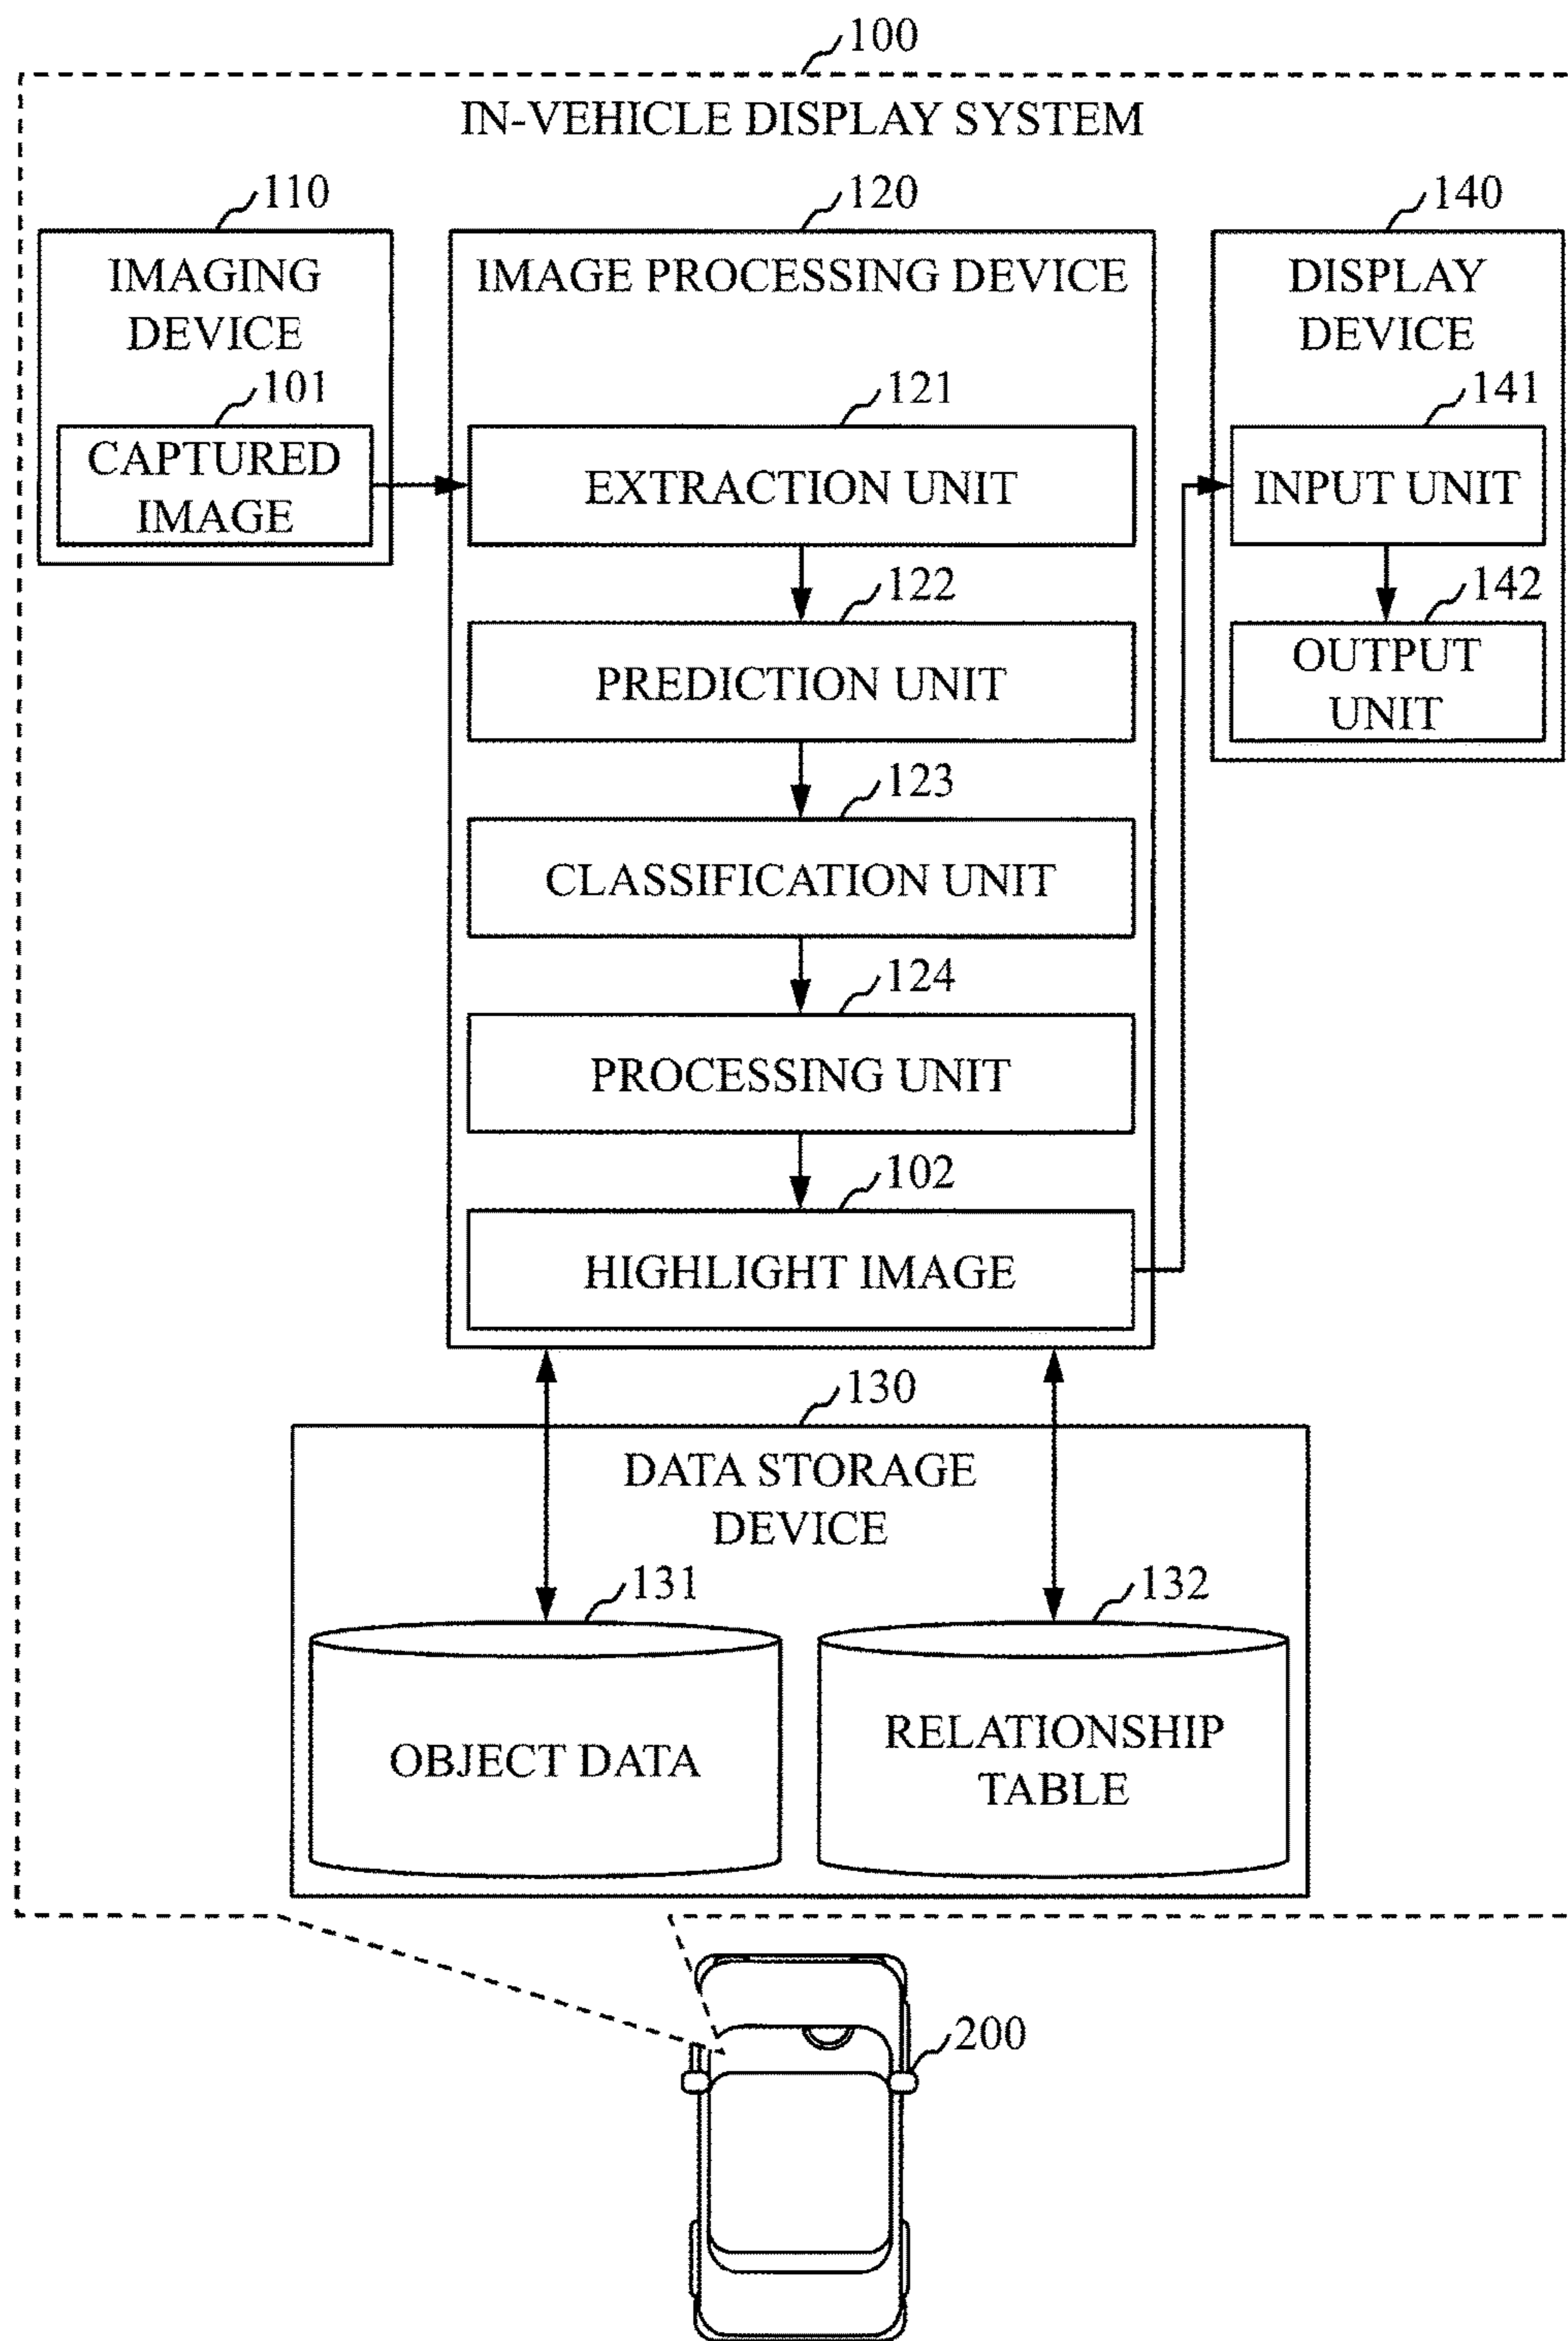 100
IN-VEHICLE DISPLAY SYSTEM
110
IMAGING
DEVICE
101
CAPTURED
IMAGE
120
IMAGE PROCESSING DEVICE
121
EXTRACTION UNIT
122
PREDICTION UNIT
123
CLASSIFICATION UNIT
124
PROCESSING UNIT
102
HIGHLIGHT IMAGE
140
DISPLAY
DEVICE
141
INPUT UNIT
142
OUTPUT
UNIT
130
DATA STORAGE
DEVICE
131
OBJECT DATA
132
RELATIONSHIP
TABLE
200